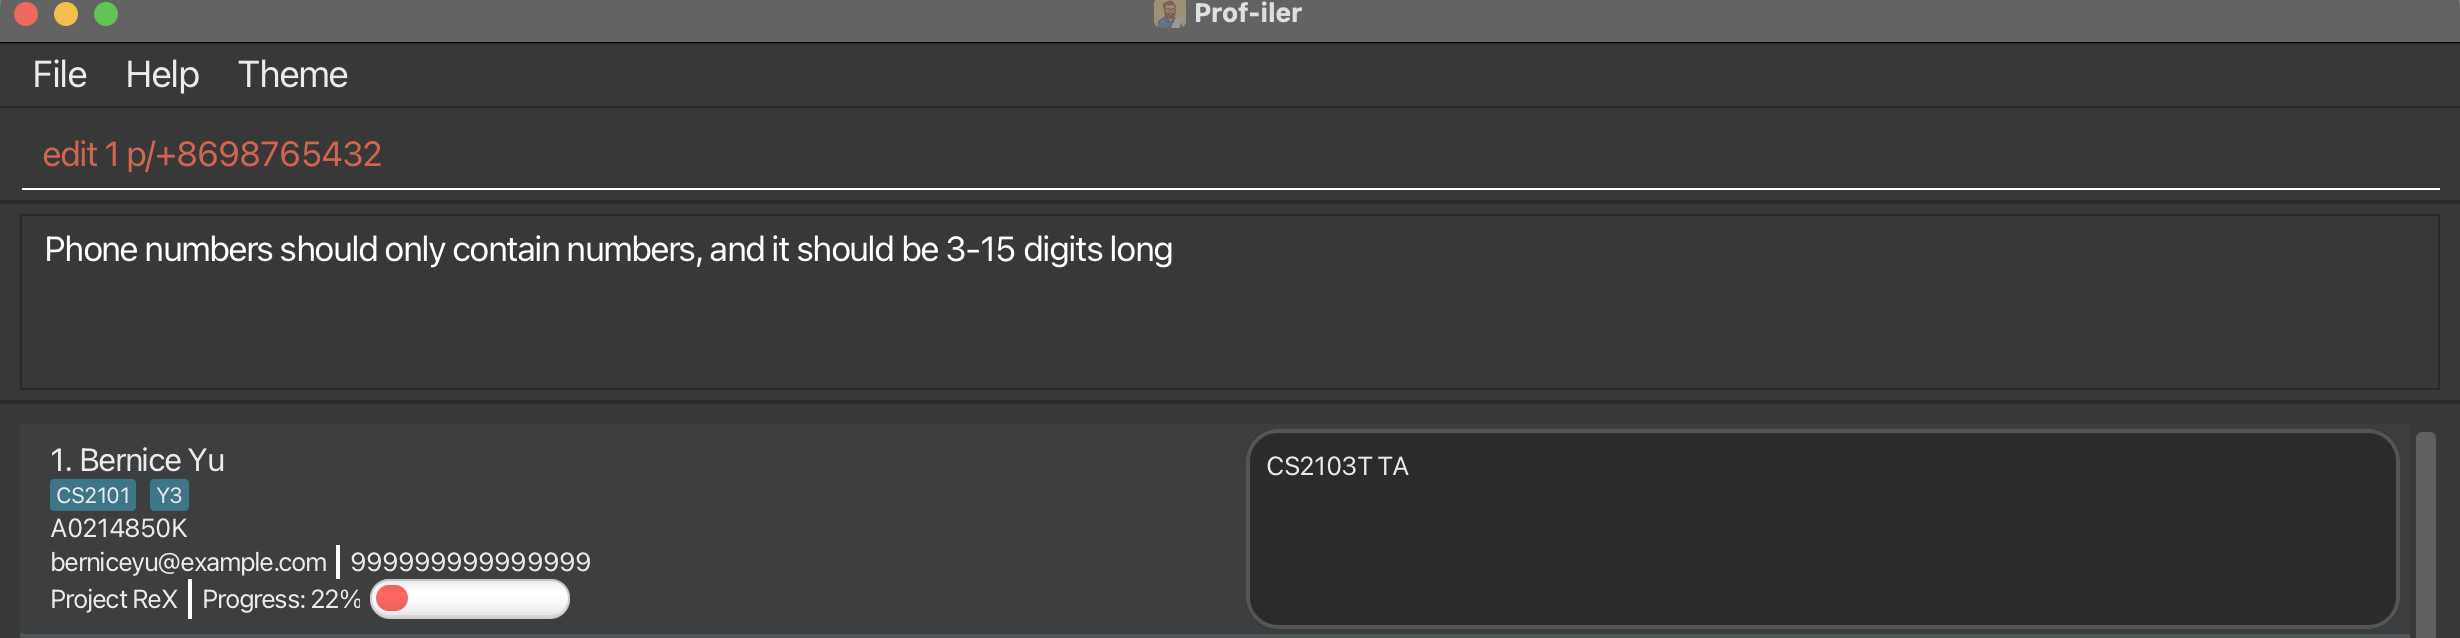 Prof-iler
File Help Theme
edit 1 p/+8698765432
Phone numbers should only contain numbers, and it should be 3-15 digits long
1. Bernice Yu
CS2101 Y3
A0214850K
berniceyu@example.com 999999999999999
Project ReX Progress: 22%
CS2103T TA